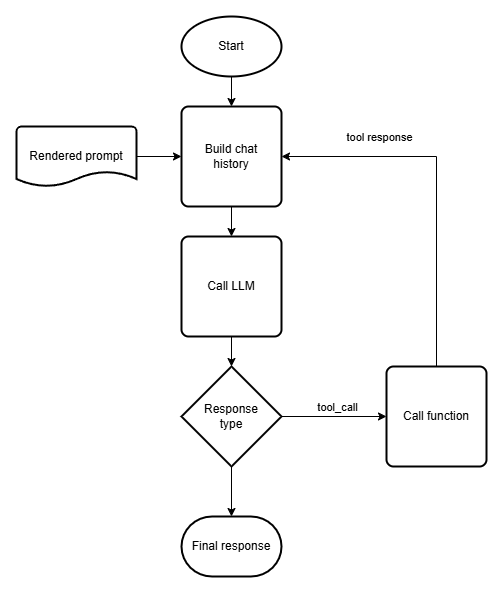 Start
Rendered prompt
Build chat
history
tool response
Call LLM
Response
type
tool_call
Call function
Final response